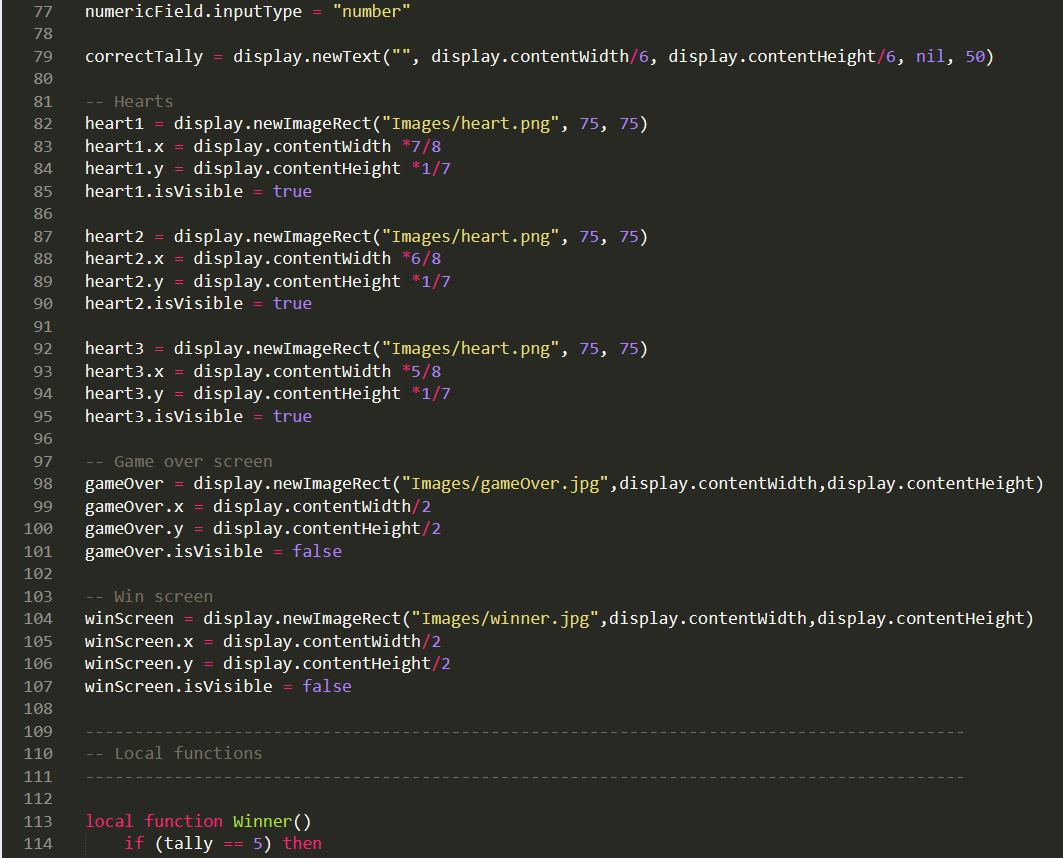 77 numericField.inputType = "number"
78
79 correctTally = display.newText("", display.contentWidth/6, display.contentHeight/6, nil, 50)
80
81 -- Hearts
82 heart1 = display.newImageRect("Images/heart.png", 75, 75)
83 heart1.x = display.contentWidth *7/8
84 heart1.y = display.contentHeight *1/7
85 heart1.isVisible = true
86
87 heart2 = display.newImageRect("Images/heart.png", 75, 75)
88 heart2.x = display.contentWidth *6/8
89 heart2.y = display.contentHeight *1/7
90 heart2.isVisible = true
91
92 heart3 = display.newImageRect("Images/heart.png", 75, 75)
93 heart3.x = display.contentWidth *5/8
94 heart3.y = display.contentHeight *1/7
95 heart3.isVisible = true
96
97 -- Game over screen
98 gameOver = display.newImageRect("Images/gameOver.jpg",display.contentWidth,display.contentHeight)
99 gameOver.x = display.contentWidth/2
100 gameOver.y = display.contentHeight/2
101 gameOver.isVisible = false
102
103 -- Win screen
104 winScreen = display.newImageRect("Images/winner.jpg",display.contentWidth,display.contentHeight)
105 winScreen.x = display.contentWidth/2
106 winScreen.y = display.contentHeight/2
107 winScreen.isVisible = false
108
109 -----------------------------------------------------------------------------------------
110 -- Local functions
111 -----------------------------------------------------------------------------------------
112
113 local function Winner()
114     if (tally == 5) then